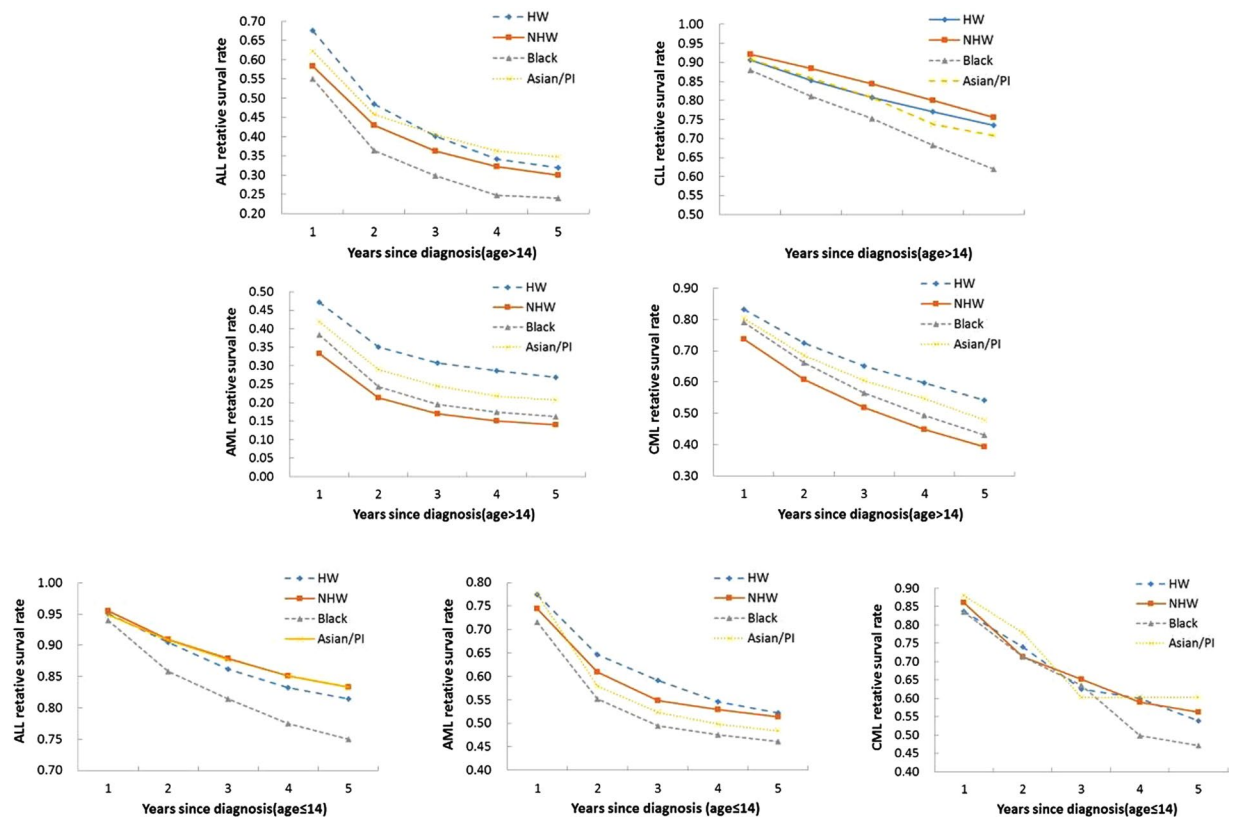 ALL retative surval rate
0.70
0.65
0.60
0.55
0.50
0.45
0.40
0.35
0.30
0.25
0.20
HW
NHW
Black
Asian/PI
1 2 3 4 5
Years since diagnosis(age>14)
CLL retative surval rate
1.00
0.95
0.90
0.85
0.80
0.75
0.70
0.65
0.60
0.55
0.50
HW
NHW
Black
Asian/PI
Years since diagnosis(age>14)
AML retative surval rate
0.50
0.45
0.40
0.35
0.30
0.25
0.20
0.15
0.10
0.05
0.00
HW
NHW
Black
Asian/PI
1 2 3 4 5
Years since diagnosis(age>14)
CML retative surval rate
0.90
0.80
0.70
0.60
0.50
0.40
0.30
HW
NHW
Black
Asian/PI
1 2 3 4 5
Years since diagnosis(age>14)
ALL retative surval rate
1.00
0.95
0.90
0.85
0.80
0.75
0.70
HW
NHW
Black
Asian/PI
1 2 3 4 5
Years since diagnosis(age≤14)
AML retative surval rate
0.80
0.75
0.70
0.65
0.60
0.55
0.50
0.45
0.40
HW
NHW
Black
Asian/PI
1 2 3 4 5
Years since diagnosis (age≤14)
CML retative surval rate
0.90
0.85
0.80
0.75
0.70
0.65
0.60
0.55
0.50
0.45
0.40
HW
NHW
Black
Asian/PI
1 2 3 4 5
Years since diagnosis(age≤14)